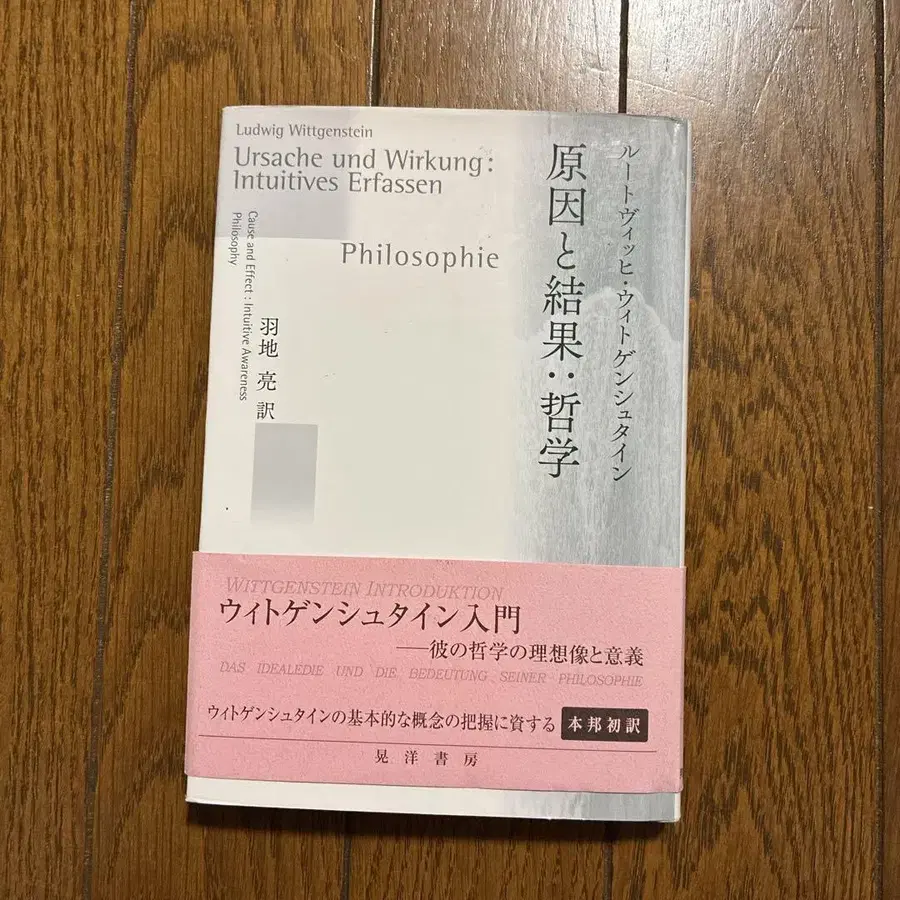 Ludwig Wittgenstein
Ursache und Wirkung:
Intuitives Erfassen
Philosophie
Cause and Effect : Intuitive Awareness
Philosophy
ルートヴィッヒ・ウィトゲンシュタイン
原因と結果:哲学
羽地 亮 訳
WITTGENSTEIN INTRODUKTION
ウィトゲンシュタイン入門
──彼の哲学の理想像と意義
DAS IDEALEDIE UND DIE BEDEUTUNG SEINER PHILOSOPHIE
ウィトゲンシュタインの基本的な概念の把握に資する 本邦初訳
晃洋書房